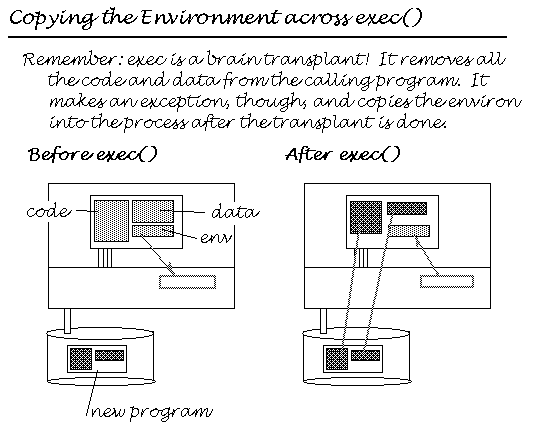 Copying the Environment across exec()
Remember: exec is a brain transplant! It removes all
the code and data from the calling program. It
makes an exception, though, and copies the environ
into the process after the transplant is done.
Before exec()
After exec()
code
data
env
new program